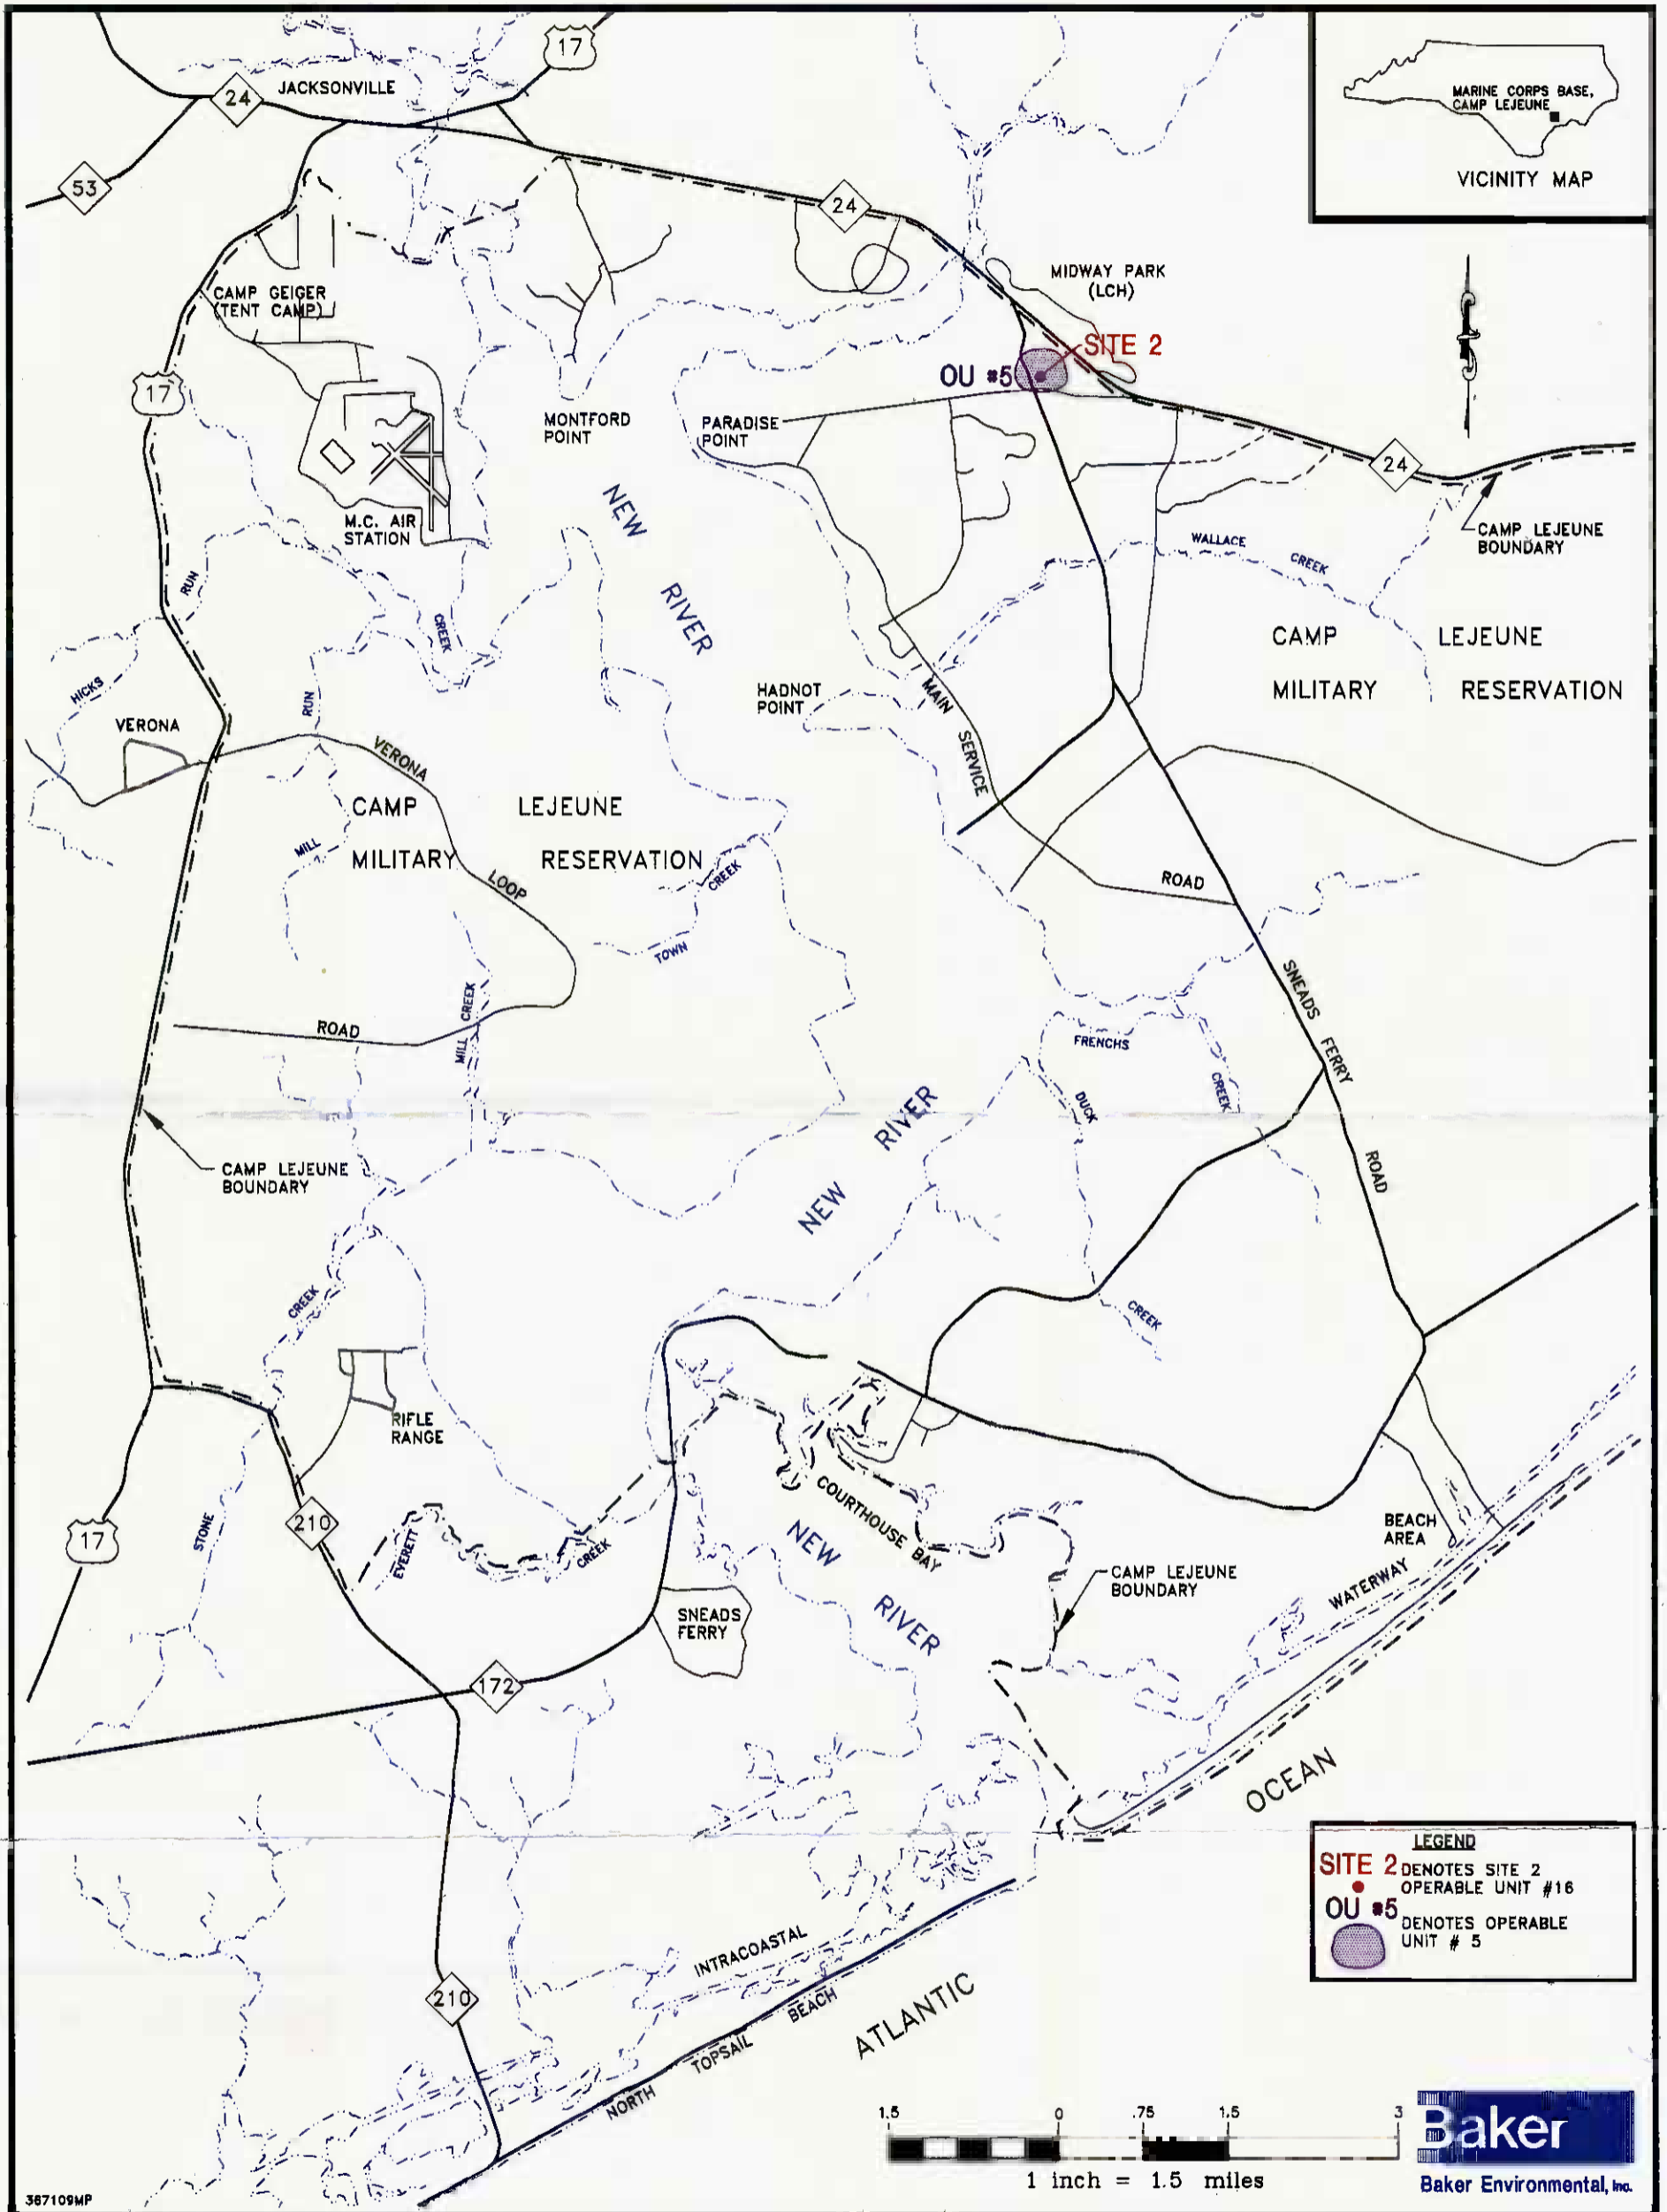 17
JACKSONVILLE
24
53
MARINE CORPS BASE,
CAMP LEJEUNE
VICINITY MAP
24
MIDWAY PARK
(LCH)
CAMP GEIGER
(TENT CAMP)
SITE 2
OU #5
17
MONTFORD
POINT
PARADISE
POINT
24
NEW
RIVER
M.C. AIR
STATION
CAMP LEJEUNE
BOUNDARY
WALLACE
CREEK
RUN
CREEK
HICKS
RUN
CAMP LEJEUNE
MILITARY RESERVATION
HADNOT
POINT
MAIN
SERVICE
ROAD
VERONA
VERONA
LOOP
ROAD
CAMP LEJEUNE
MILITARY RESERVATION
MILL
CREEK
TOWN
MILL CREEK
SNEADS FERRY
ROAD
FRENCHS
CREEK
DUCK
CREEK
NEW RIVER
CAMP LEJEUNE
BOUNDARY
CREEK
STONE
RIFLE
RANGE
17
210
EVERETT
CREEK
COURTHOUSE BAY
NEW
RIVER
BEACH
AREA
CAMP LEJEUNE
BOUNDARY
WATERWAY
SNEADS
FERRY
172
OCEAN
LEGEND
SITE 2 DENOTES SITE 2
OPERABLE UNIT #16
OU #5
DENOTES OPERABLE
UNIT # 5
INTRACOASTAL
210
NORTH TOPSAIL BEACH
ATLANTIC
1.5 0 .75 1.5 3
1 inch = 1.5 miles
Baker
Baker Environmental, Inc.
367109MP